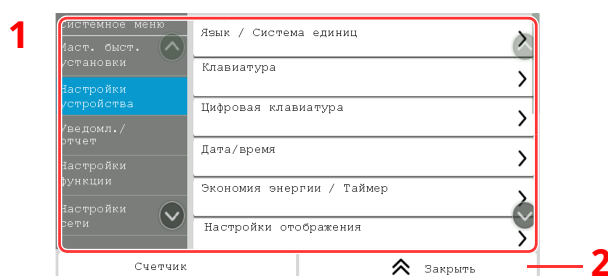 1
Системное меню
Маст. быст.
установки
Настройки
устройства
Уведомл./
отчет
Настройки
функции
Настройки
сети
Язык / Система единиц
Клавиатура
Цифровая клавиатура
Дата/время
Экономия энергии / Таймер
Настройки отображения
Счетчик
Закрыть
2